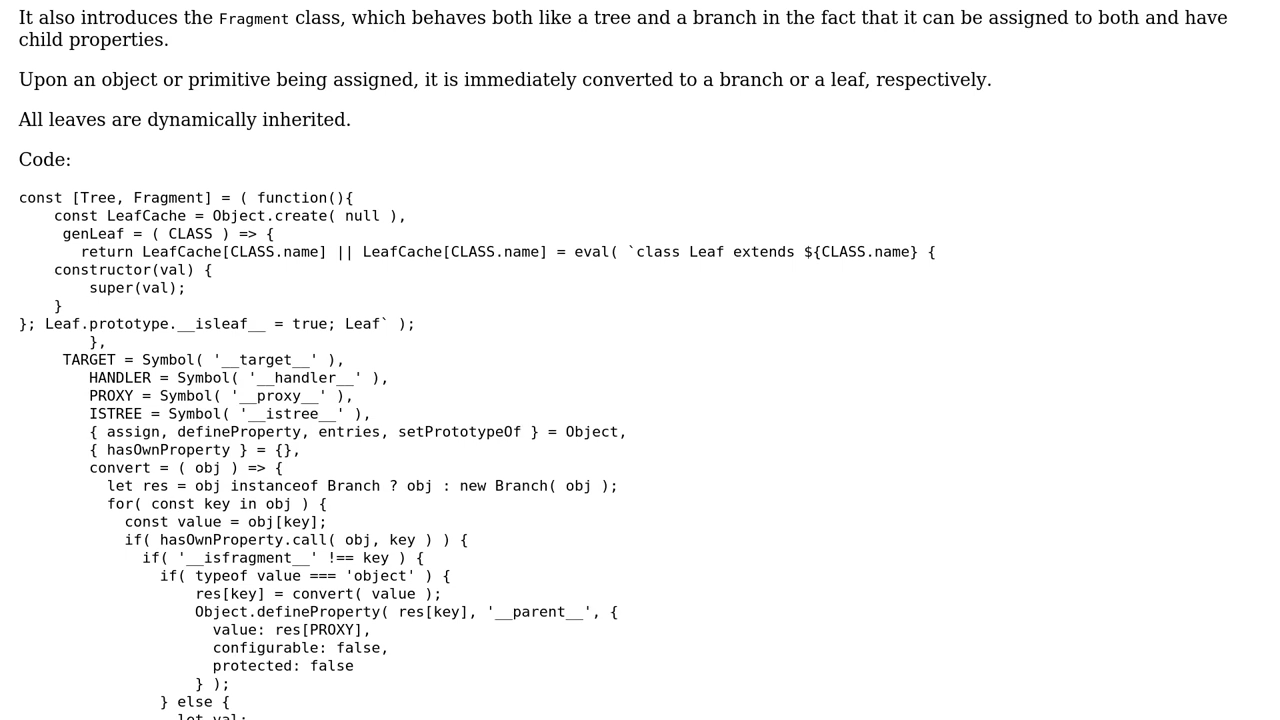 It also introduces the Fragment class, which behaves both like a tree and a branch in the fact that it can be assigned to both and have
child properties.
Upon an object or primitive being assigned, it is immediately converted to a branch or a leaf, respectively.
All leaves are dynamically inherited.
Code:
const [Tree, Fragment] = ( function(){
    const LeafCache = Object.create( null ),
     genLeaf = ( CLASS ) => {
       return LeafCache[CLASS.name] || LeafCache[CLASS.name] = eval( `class Leaf extends ${CLASS.name} {
    constructor(val) {
        super(val);
    }
}; Leaf.prototype.__isleaf__ = true; Leaf` );
        },
     TARGET = Symbol( '__target__' ),
        HANDLER = Symbol( '__handler__' ),
        PROXY = Symbol( '__proxy__' ),
        ISTREE = Symbol( '__istree__' ),
        { assign, defineProperty, entries, setPrototypeOf } = Object,
        { hasOwnProperty } = {},
        convert = ( obj ) => {
          let res = obj instanceof Branch ? obj : new Branch( obj );
          for( const key in obj ) {
            const value = obj[key];
            if( hasOwnProperty.call( obj, key ) ) {
              if( '__isfragment__' !== key ) {
                if( typeof value === 'object' ) {
                    res[key] = convert( value );
                    Object.defineProperty( res[key], '__parent__', {
                      value: res[PROXY],
                      configurable: false,
                      protected: false
                    } );
                } else {
                  let val;